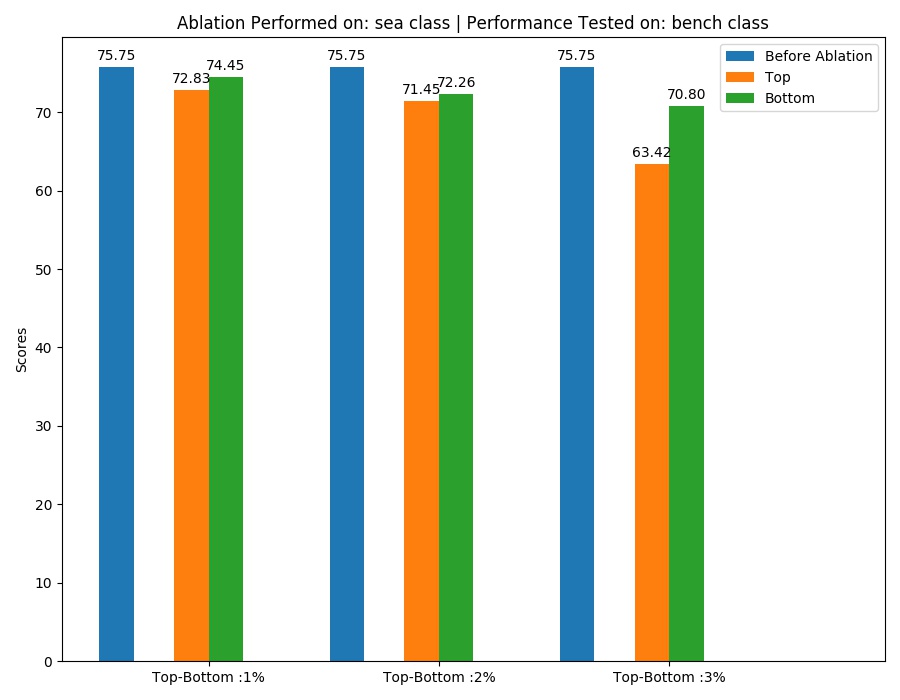 Ablation Performed on: sea class | Performance Tested on: bench class
Before Ablation
Top
Bottom
75.75
72.83
74.45
75.75
71.45
72.26
75.75
63.42
70.80
Scores
70
60
50
40
30
20
10
0
Top-Bottom :1%
Top-Bottom :2%
Top-Bottom :3%